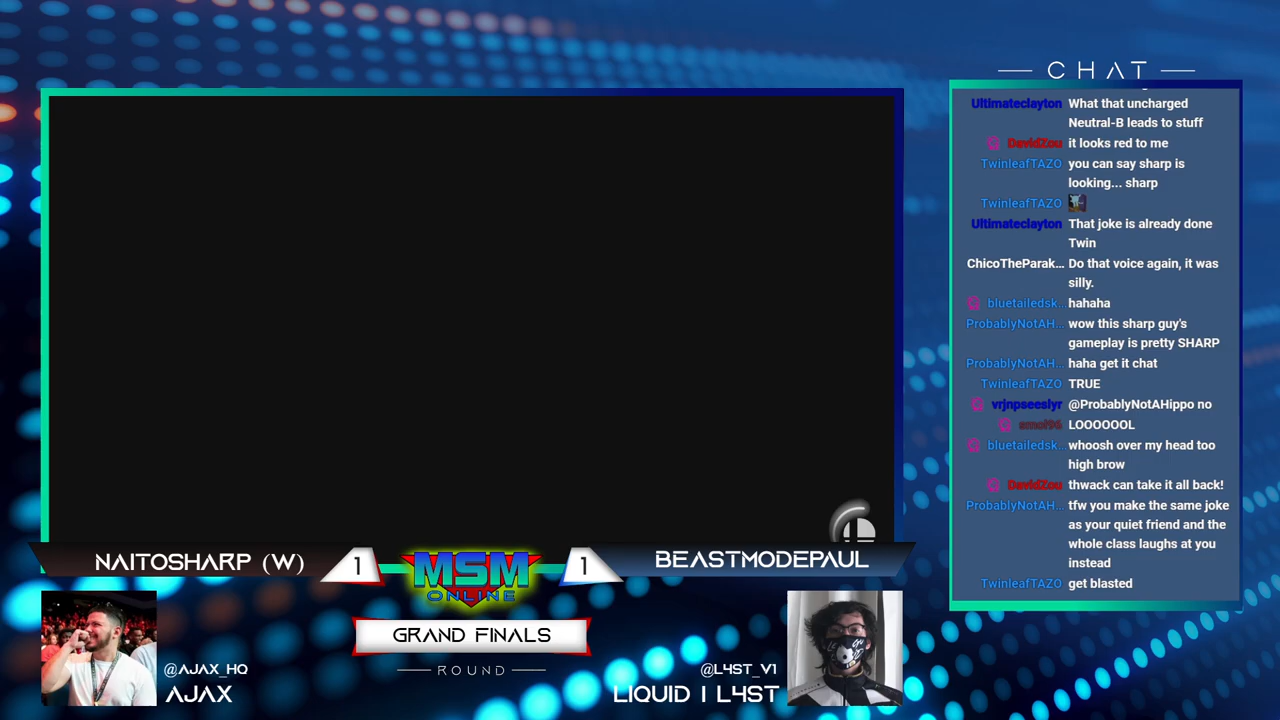 CHAT
Ultimateclayton What that uncharged
Neutral-B leads to stuff
DavidZou it looks red to me
TwinleafTAZO you can say sharp is
looking... sharp
TwinleafTAZO
Ultimateclayton That joke is already done
Twin
ChicoTheParak... Do that voice again, it was
silly.
bluetailedsk... hahaha
ProbablyNotAH... wow this sharp guy's
gameplay is pretty SHARP
ProbablyNotAH... haha get it chat
TwinleafTAZO TRUE
vrjnpseeslyr @ProbablyNotAHippo no
smol96 LOOOOOOL
bluetailedsk... whoosh over my head too
high brow
DavidZou thwack can take it all back!
ProbablyNotAH... tfw you make the same joke
as your quiet friend and the
whole class laughs at you
instead
TwinleafTAZO get blasted
NAITOSHARP (W) 1 MSM 1 BEASTMODEPAUL
ONLINE
GRAND FINALS
ROUND
@AJAX_HQ
AJAX
@L4ST_V1
LIQUID | L4ST